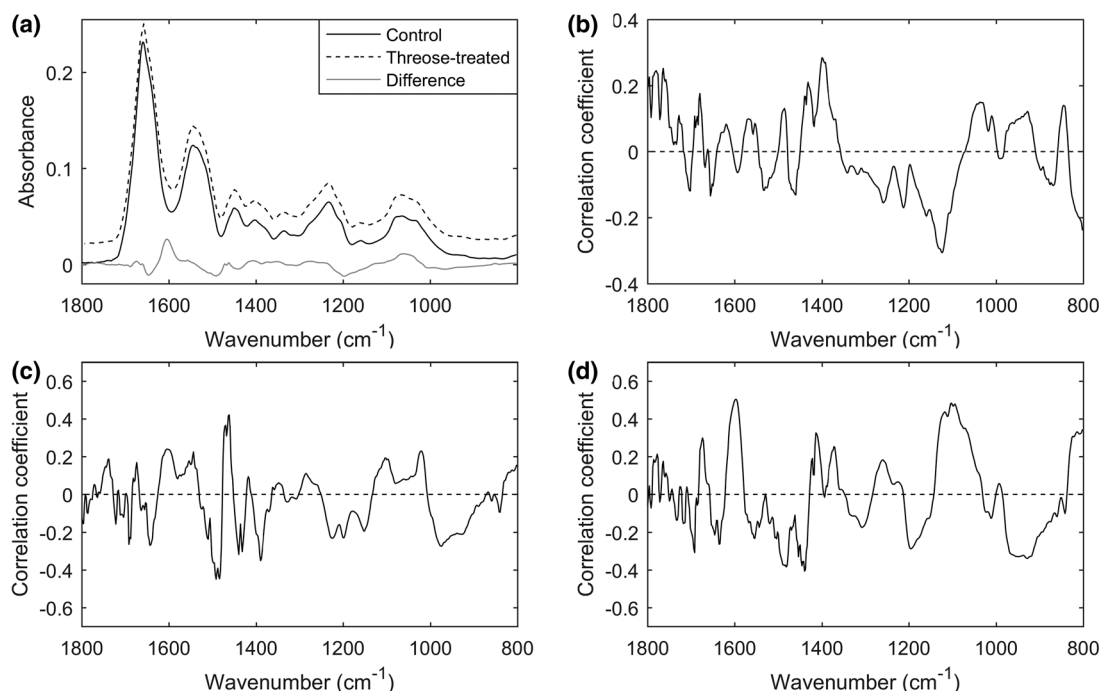 (a)
Control
Threose-treated
Difference
0.2
0.1
0
Absorbance
1800 1600 1400 1200 1000
Wavenumber (cm-1)
(b)
0.4
0.2
0
-0.2
-0.4
Correlation coefficient
1800 1600 1400 1200 1000 800
Wavenumber (cm-1)
(c)
0.6
0.4
0.2
0
-0.2
-0.4
-0.6
Correlation coefficient
1800 1600 1400 1200 1000 800
Wavenumber (cm-1)
(d)
0.6
0.4
0.2
0
-0.2
-0.4
-0.6
Correlation coefficient
1800 1600 1400 1200 1000 800
Wavenumber (cm-1)